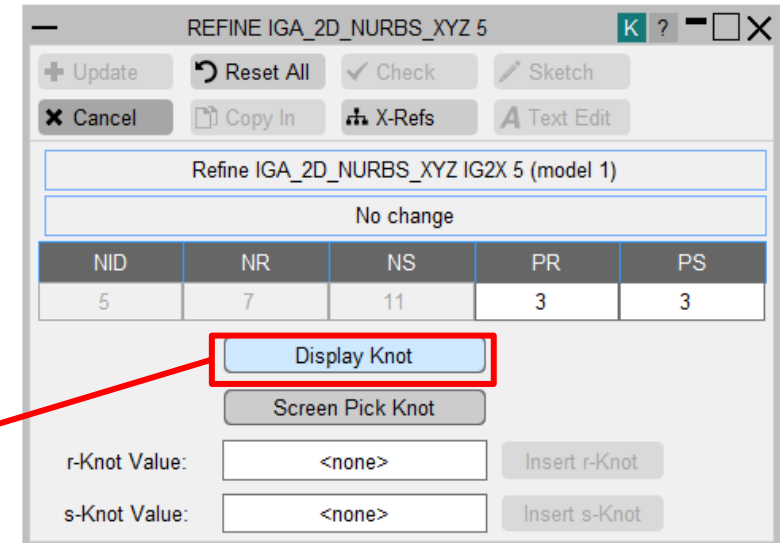 REFINE IGA_2D_NURBS_XYZ 5 K ?
Update Reset All Check Sketch
Cancel Copy In X-Refs A Text Edit
Refine IGA_2D_NURBS_XYZ IG2X 5 (model 1)
No change
NID NR NS PR PS
5 7 11 3 3
Display Knot
Screen Pick Knot
r-Knot Value: <none> Insert r-Knot
s-Knot Value: <none> Insert s-Knot